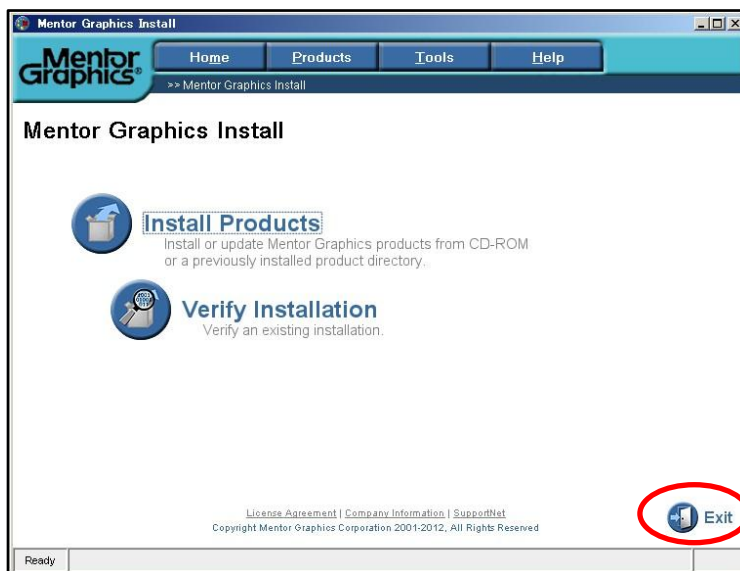 Mentor Graphics Install
Mentor Graphics®
Home Products Tools Help
>> Mentor Graphics Install
Mentor Graphics Install
Install Products
Install or update Mentor Graphics products from CD-ROM
or a previously installed product directory.
Verify Installation
Verify an existing installation.
License Agreement | Company Information | SupportNet
Copyright Mentor Graphics Corporation 2001-2012, All Rights Reserved
Exit
Ready